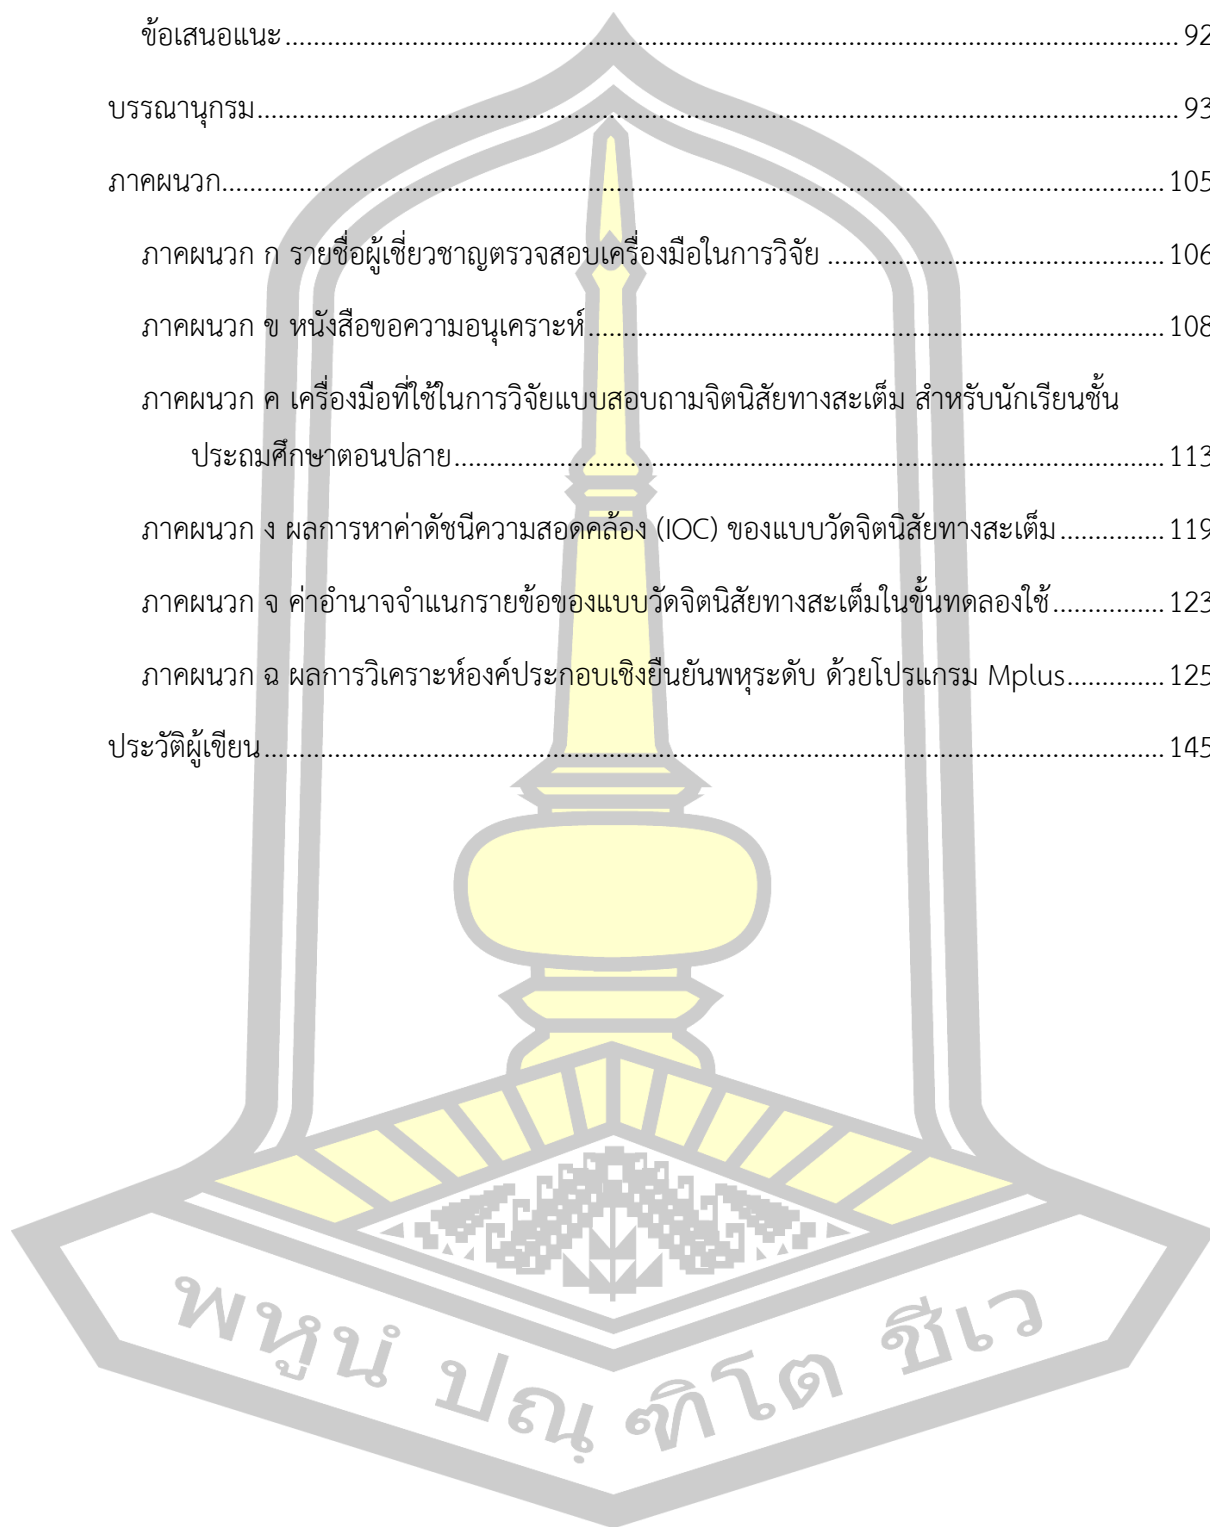 ข้อเสนอแนะ........................................................................................................................... 92
บรรณานุกรม............................................................................................................................... 93
ภาคผนวก.................................................................................................................................. 105
ภาคผนวก ก รายชื่อผู้เชี่ยวชาญตรวจสอบเครื่องมือในการวิจัย .............................................. 106
ภาคผนวก ข หนังสือขอความอนุเคราะห์................................................................................ 108
ภาคผนวก ค เครื่องมือที่ใช้ในการวิจัยแบบสอบถามจิตนิสัยทางสะเต็ม สำหรับนักเรียนชั้น
ประถมศึกษาตอนปลาย.................................................................................................. 113
ภาคผนวก ง ผลการหาค่าดัชนีความสอดคล้อง (IOC) ของแบบวัดจิตนิสัยทางสะเต็ม............... 119
ภาคผนวก จ ค่าอำนาจจำแนกรายข้อของแบบวัดจิตนิสัยทางสะเต็มในขั้นทดลองใช้................ 123
ภาคผนวก ฉ ผลการวิเคราะห์องค์ประกอบเชิงยืนยันพหุระดับ ด้วยโปรแกรม Mplus.............. 125
ประวัติผู้เขียน............................................................................................................................ 145
พหูนํ ปณฺ ฑิโต ชีเว